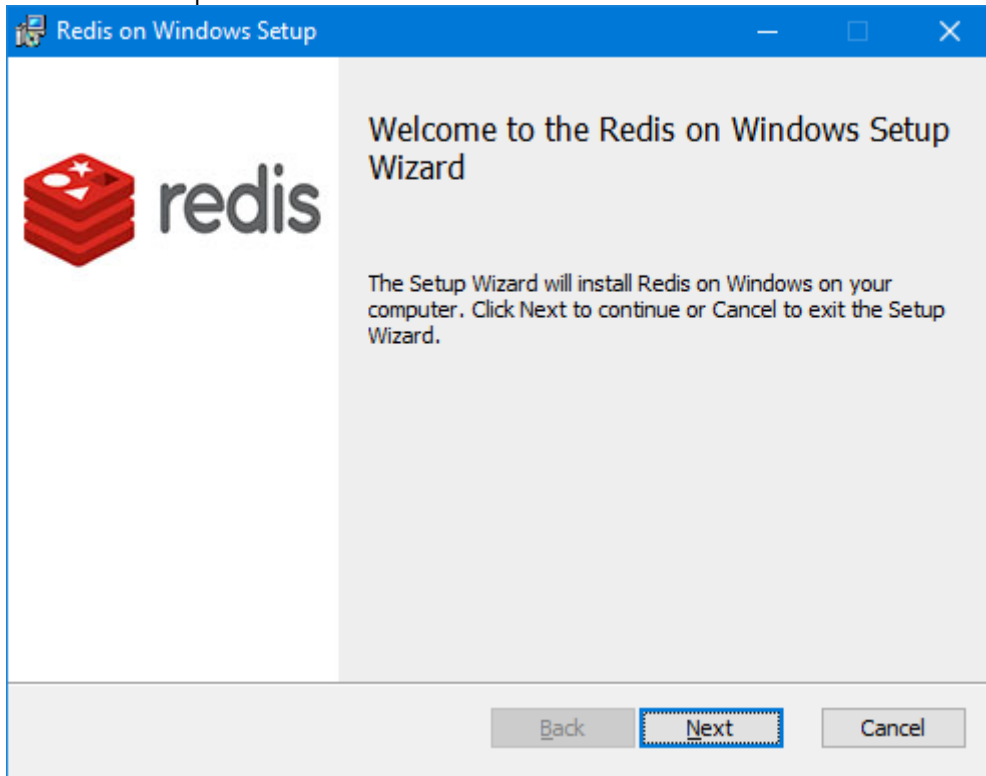 Redis on Windows Setup
redis
Welcome to the Redis on Windows Setup
Wizard
The Setup Wizard will install Redis on Windows on your
computer. Click Next to continue or Cancel to exit the Setup
Wizard.
Back Next Cancel